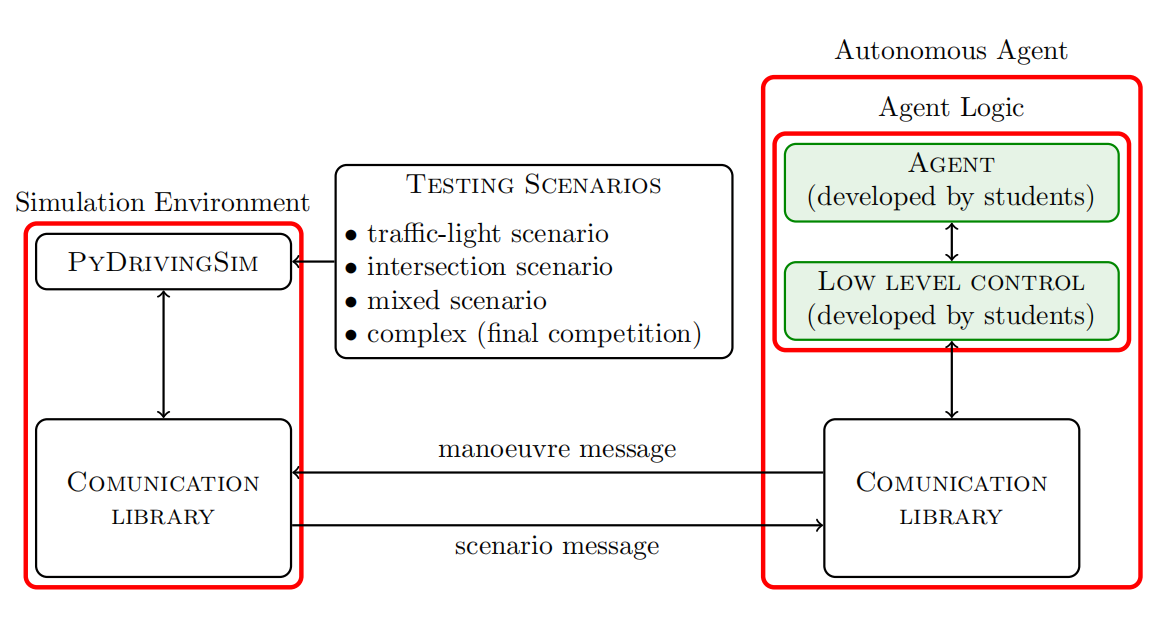 Autonomous Agent
Agent Logic
AGENT
(developed by students)
LOW LEVEL CONTROL
(developed by students)
TESTING SCENARIOS
• traffic-light scenario
• intersection scenario
• mixed scenario
• complex (final competition)
Simulation Environment
PYDRIVINGSIM
COMUNICATION
LIBRARY
manoeuvre message
scenario message
COMUNICATION
LIBRARY